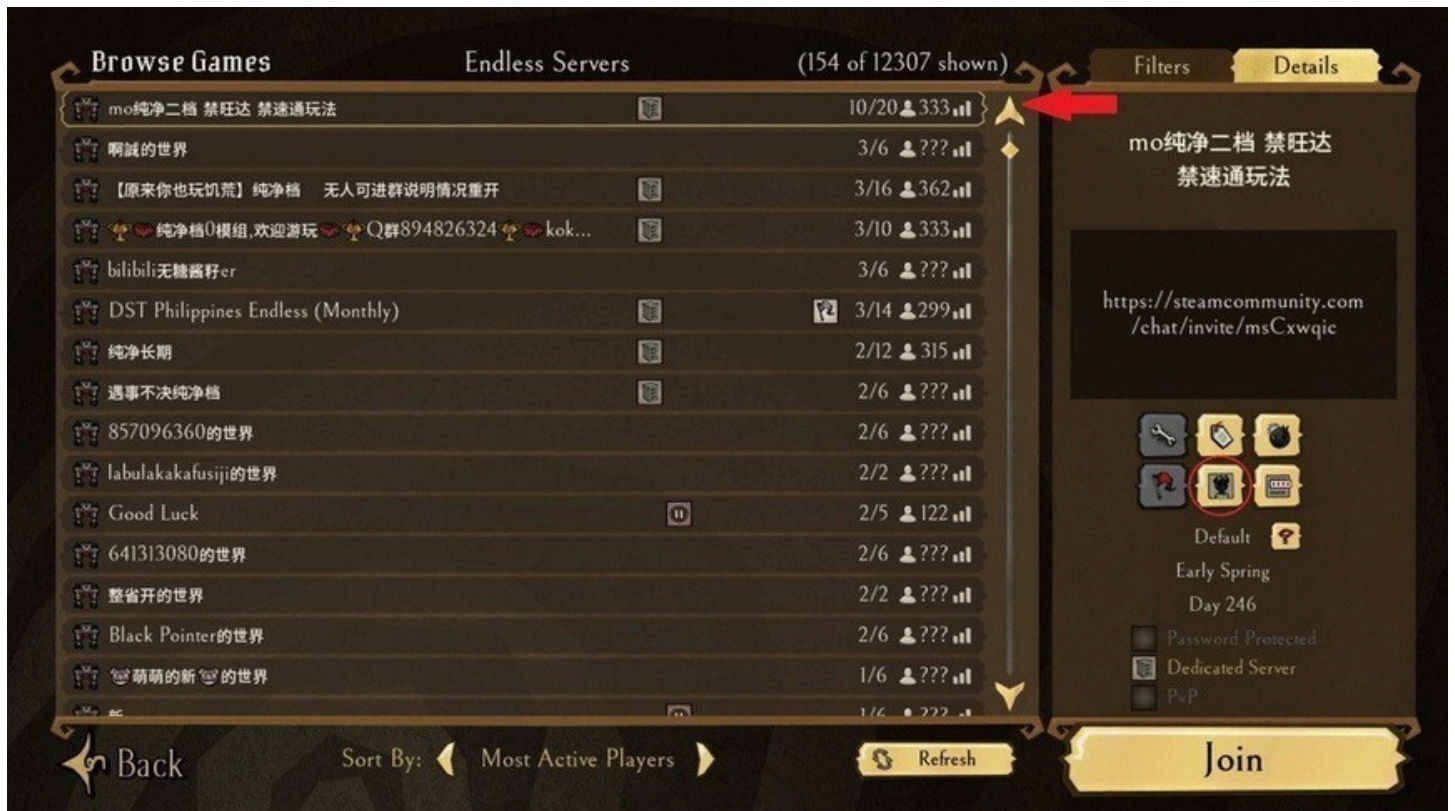 Browse Games Endless Servers (154 of 12307 shown)
Filters Details
mo纯净二档 禁旺达 禁速通玩法 10/20 333
啊誠的世界 3/6 ???
【原来你也玩饥荒】纯净档 无人可进群说明情况重开 3/16 362
纯净档0模组,欢迎游玩 Q群894826324 kok... 3/10 333
bilibili无糖酱籽er 3/6 ???
DST Philippines Endless (Monthly) 3/14 299
纯净长期 2/12 315
遇事不决纯净档 2/6 ???
857096360的世界 2/6 ???
labulakakafusiji的世界 2/2 ???
Good Luck 2/5 122
641313080的世界 2/6 ???
整省开的世界 2/2 ???
Black Pointer的世界 2/6 ???
萌萌的新的世界 1/6 ???
1/6 ???
mo纯净二档 禁旺达
禁速通玩法
https://steamcommunity.com
/chat/invite/msCxwqic
Default ?
Early Spring
Day 246
Password Protected
Dedicated Server
PvP
Back
Sort By: Most Active Players
Refresh
Join